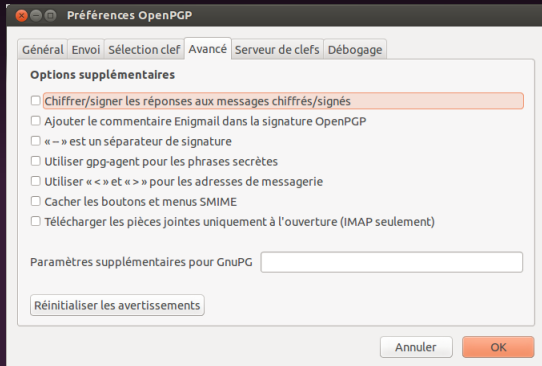 Préférences OpenPGP
Général Envoi Sélection clef Avancé Serveur de clefs Débogage
Options supplémentaires
Chiffrer/signer les réponses aux messages chiffrés/signés
Ajouter le commentaire Enigmail dans la signature OpenPGP
« -- » est un séparateur de signature
Utiliser gpg-agent pour les phrases secrètes
Utiliser « < » et « > » pour les adresses de messagerie
Cacher les boutons et menus SMIME
Télécharger les pièces jointes uniquement à l'ouverture (IMAP seulement)
Paramètres supplémentaires pour GnuPG
Réinitialiser les avertissements
Annuler OK